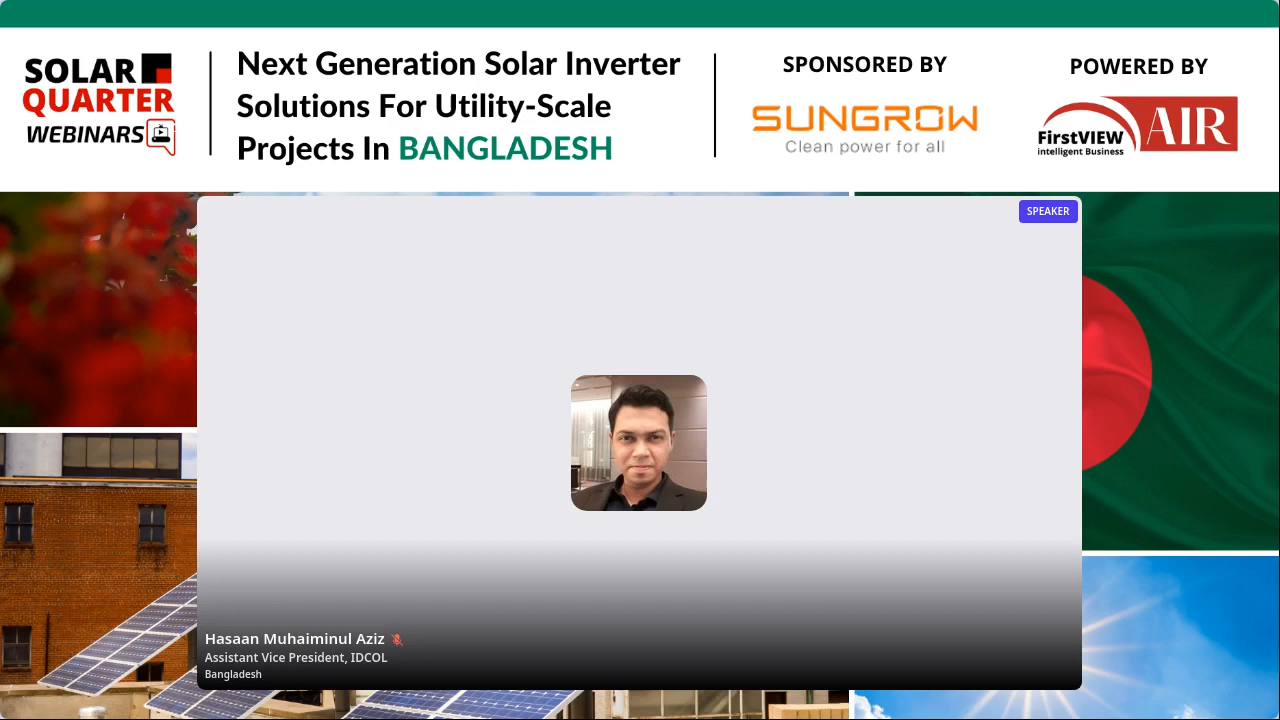 SOLAR
QUARTER
WEBINARS
Next Generation Solar Inverter
Solutions For Utility-Scale
Projects In BANGLADESH
SPONSORED BY
SUNGROW
Clean power for all
POWERED BY
FirstVIEW
intelligent Business
AIR
SPEAKER
Hasaan Muhaiminul Aziz
Assistant Vice President, IDCOL
Bangladesh